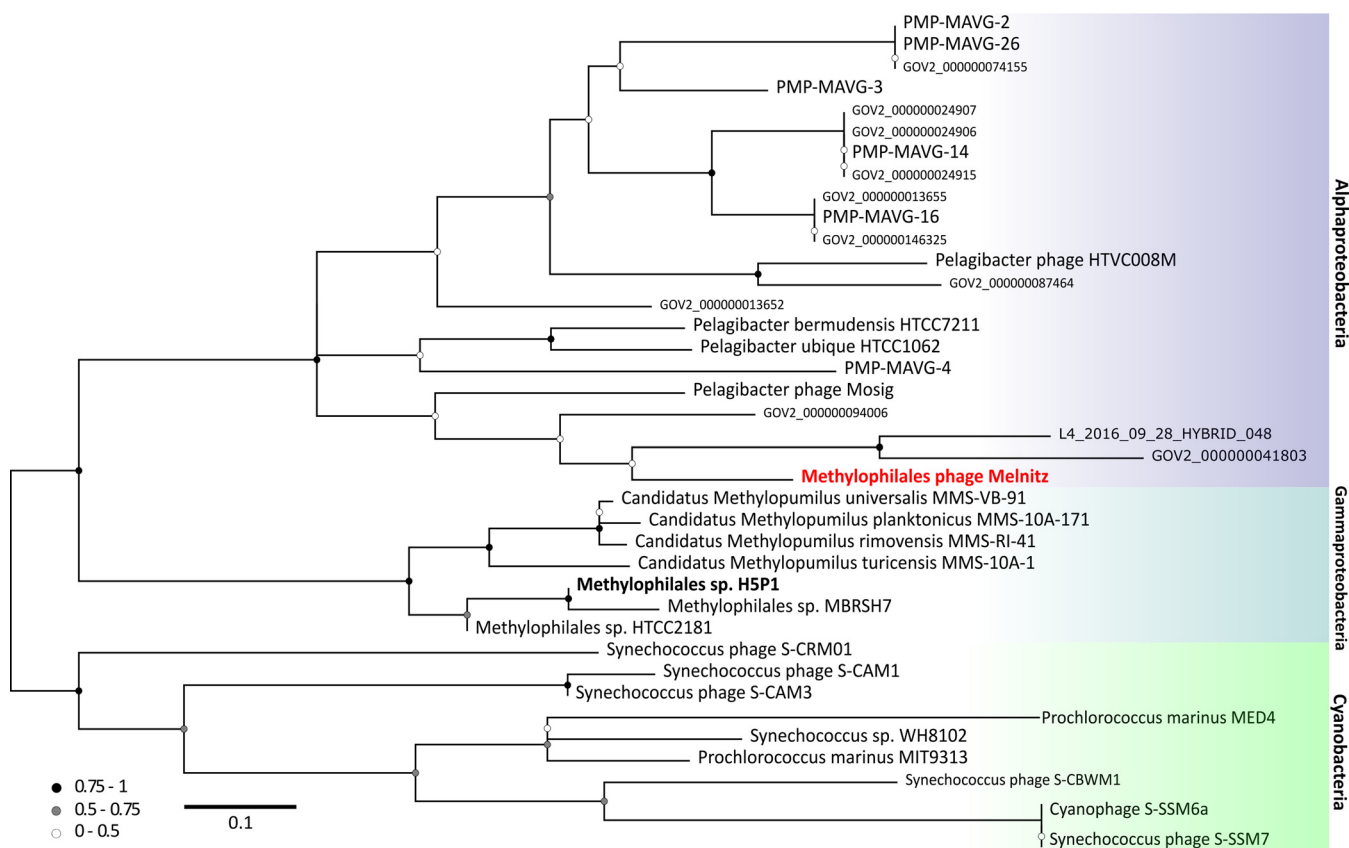 PMP-MAVG-2
PMP-MAVG-26
GOV2_000000074155
PMP-MAVG-3
GOV2_000000024907
GOV2_000000024906
PMP-MAVG-14
GOV2_000000024915
GOV2_000000013655
PMP-MAVG-16
GOV2_000000146325
Pelagibacter phage HTVC008M
GOV2_000000087464
GOV2_000000013652
Pelagibacter bermudensis HTCC7211
Pelagibacter ubique HTCC1062
PMP-MAVG-4
Pelagibacter phage Mosig
GOV2_000000094006
L4_2016_09_28_HYBRID_048
GOV2_000000041803
Methylophilales phage Melnitz
Alphaproteobacteria
Candidatus Methylopumilus universalis MMS-VB-91
Candidatus Methylopumilus planktonicus MMS-10A-171
Candidatus Methylopumilus rimovensis MMS-RI-41
Candidatus Methylopumilus turicensis MMS-10A-1
Methylophilales sp. H5P1
Methylophilales sp. MBRSH7
Methylophilales sp. HTCC2181
Gammaproteobacteria
Synechococcus phage S-CRM01
Synechococcus phage S-CAM1
Synechococcus phage S-CAM3
Prochlorococcus marinus MED4
Synechococcus sp. WH8102
Prochlorococcus marinus MIT9313
Synechococcus phage S-CBWM1
Cyanophage S-SSM6a
Synechococcus phage S-SSM7
Cyanobacteria
0.75 - 1
0.5 - 0.75
0 - 0.5
0.1